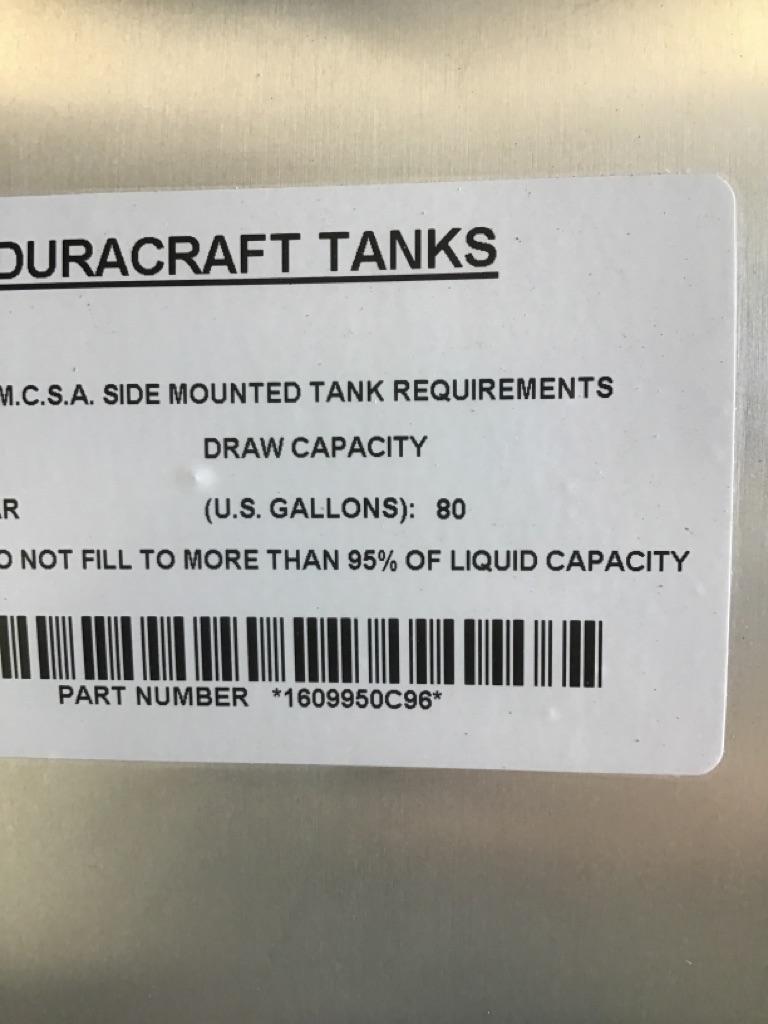 DURACRAFT TANKS
M.C.S.A. SIDE MOUNTED TANK REQUIREMENTS
DRAW CAPACITY
R (U.S. GALLONS): 80
O NOT FILL TO MORE THAN 95% OF LIQUID CAPACITY
PART NUMBER *1609950C96*